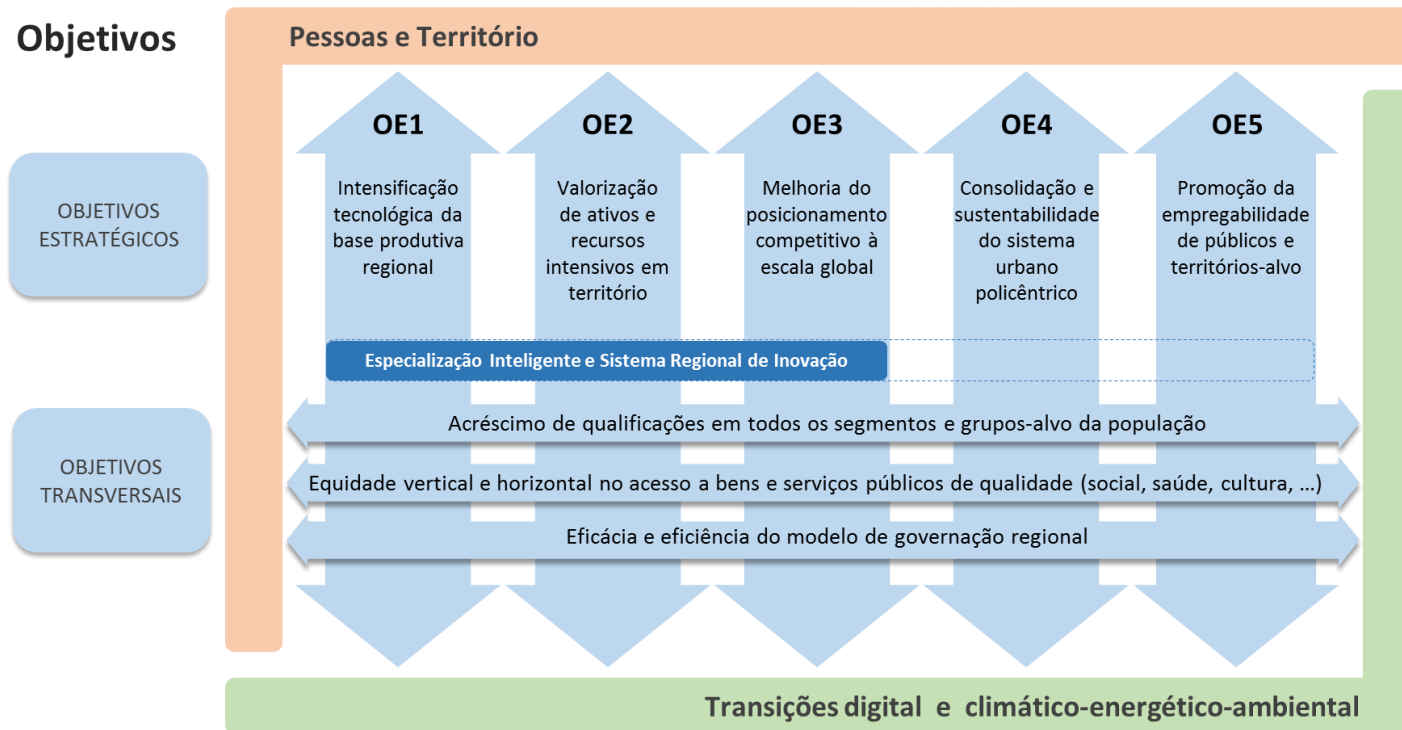 Objetivos
Pessoas e Território
OE1
OE2
OE3
OE4
OE5
OBJETIVOS
ESTRATÉGICOS
Intensificação
tecnológica da
base produtiva
regional
Valorização
de ativos e
recursos
intensivos em
território
Melhoria do
posicionamento
competitivo à
escala global
Consolidação e
sustentabilidade
do sistema
urbano
policêntrico
Promoção da
empregabilidade
de públicos e
territórios-alvo
Especialização Inteligente e Sistema Regional de Inovação
OBJETIVOS
TRANSVERSAIS
Acréscimo de qualificações em todos os segmentos e grupos-alvo da população
Equidade vertical e horizontal no acesso a bens e serviços públicos de qualidade (social, saúde, cultura, ...)
Eficácia e eficiência do modelo de governação regional
Transições digital e climático-energético-ambiental